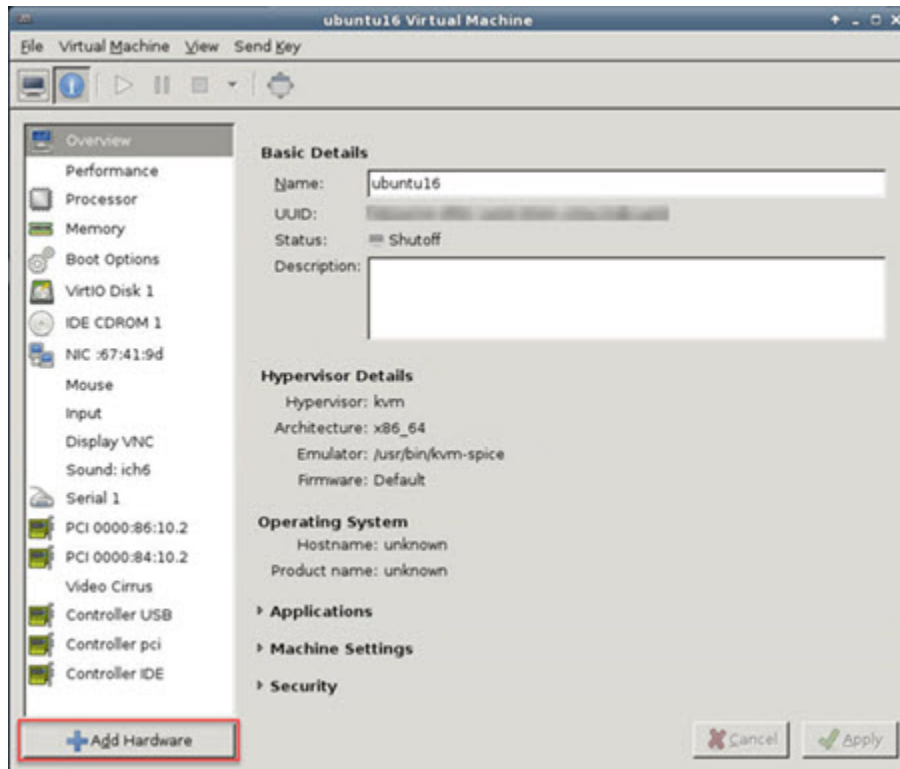 ubuntu16 Virtual Machine
File Virtual Machine View Send Key
Overview
Performance
Processor
Memory
Boot Options
VirtIO Disk 1
IDE CDROM 1
NIC :67:41:9d
Mouse
Input
Display VNC
Sound: ich6
Serial 1
PCI 0000:86:10.2
PCI 0000:84:10.2
Video Cirrus
Controller USB
Controller pci
Controller IDE
Add Hardware
Basic Details
Name: ubuntu16
UUID:
Status: Shutoff
Description:
Hypervisor Details
Hypervisor: kvm
Architecture: x86_64
Emulator: /usr/bin/kvm-spice
Firmware: Default
Operating System
Hostname: unknown
Product name: unknown
Applications
Machine Settings
Security
Cancel Apply